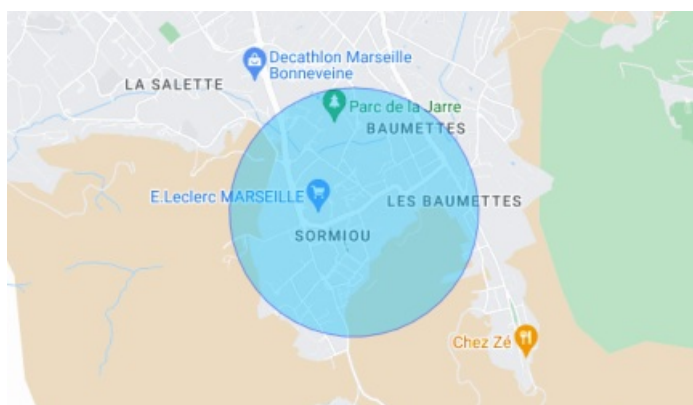 Decathlon Marseille
Bonneveine
LA SALETTE
Parc de la Jarre
BAUMETTES
E.Leclerc MARSEILLE
LES BAUMETTES
SORMIOU
Chez Zé